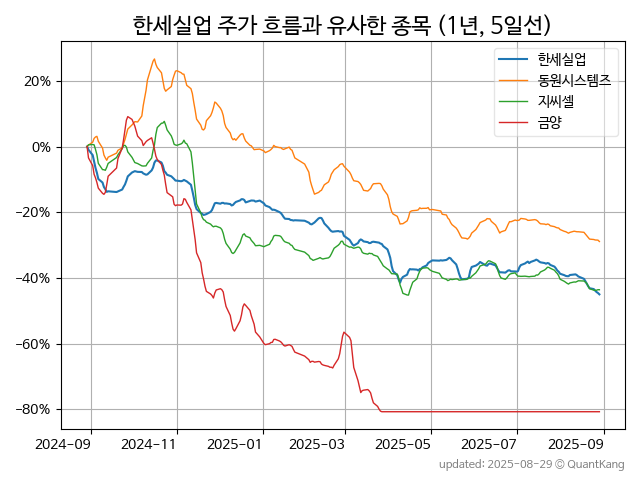 한세실업 주가 흐름과 유사한 종목 (1년, 5일선)
한세실업
동원시스템즈
지씨셀
금양
20%
0%
−20%
−40%
−60%
−80%
2024-09 2024-11 2025-01 2025-03 2025-05 2025-07 2025-09
updated: 2025-08-29 © QuantKang